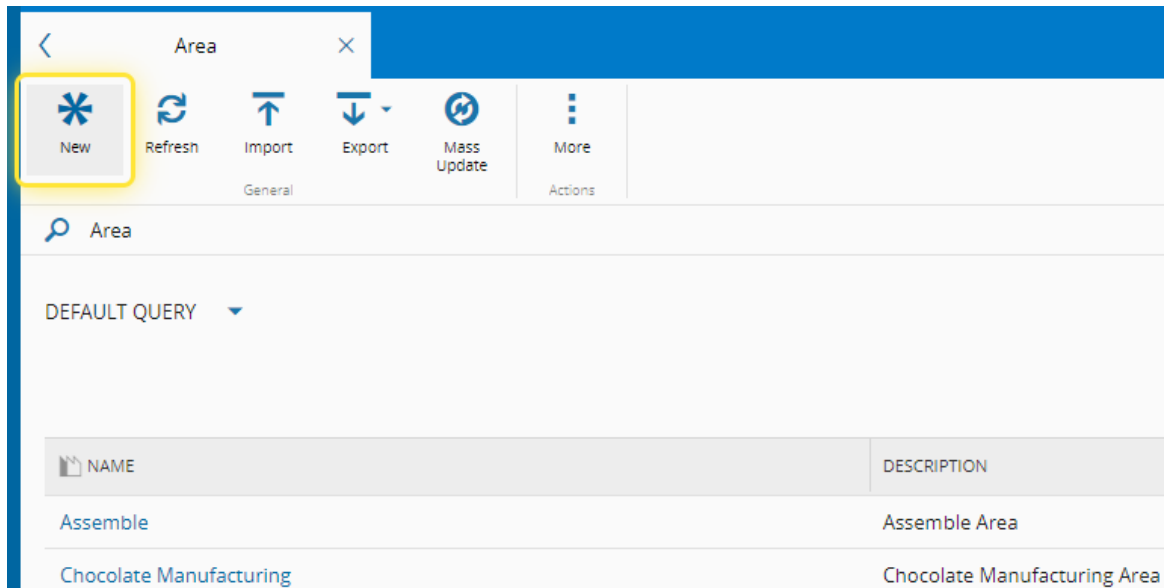 Area
New Refresh Import Export Mass Update More
General Actions
Area
DEFAULT QUERY
NAME DESCRIPTION
Assemble Assemble Area
Chocolate Manufacturing Chocolate Manufacturing Area